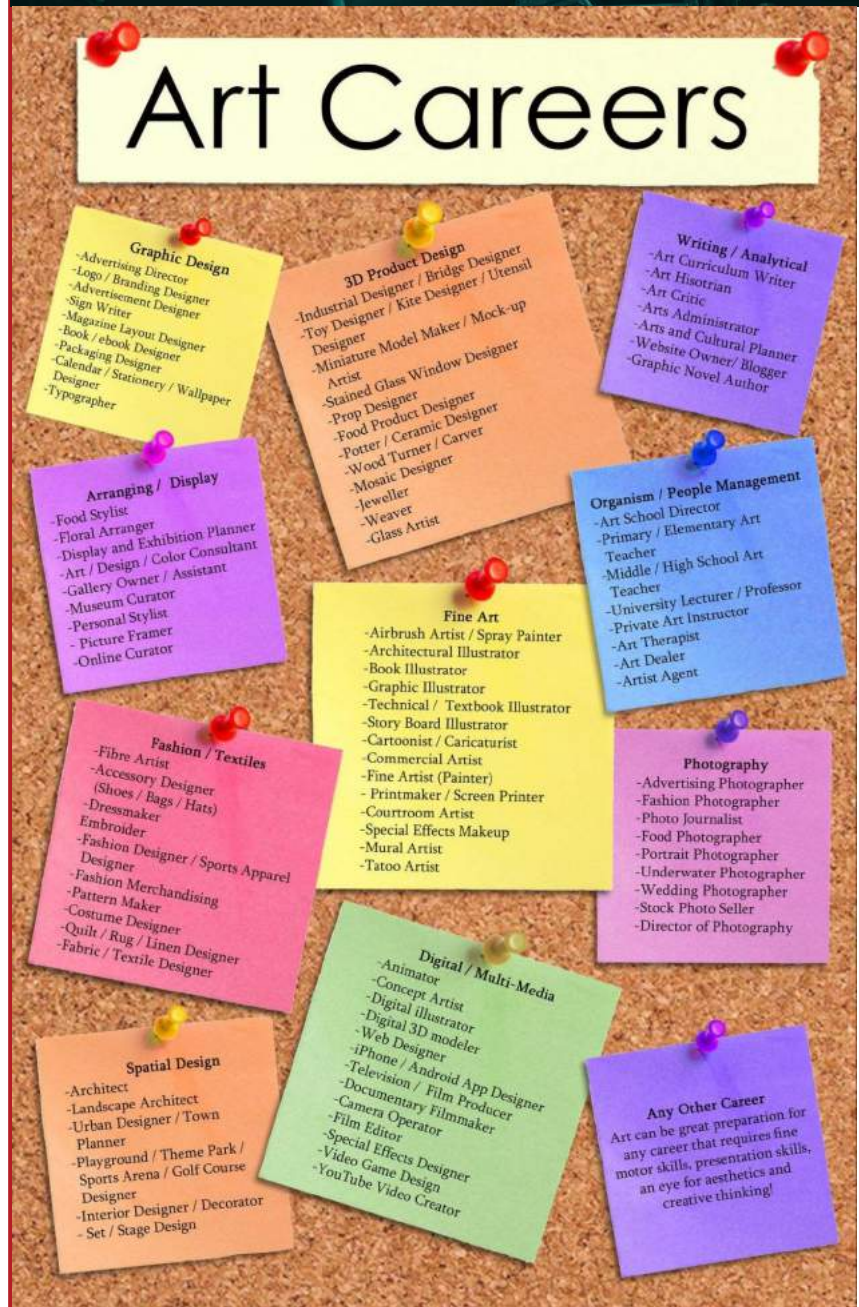 Art Careers
Graphic Design
-Advertising Director
-Logo / Branding Designer
-Advertisement Designer
-Sign Writer
-Magazine Layout Designer
-Book / ebook Designer
-Packaging Designer
-Calendar / Stationery / Wallpaper
Designer
-Typographer
3D Product Design
-Industrial Designer / Bridge Designer
-Toy Designer / Kite Designer / Utensil
Designer
-Miniature Model Maker / Mock-up
Artist
-Stained Glass Window Designer
-Prop Designer
-Food Product Designer
-Potter / Ceramic Designer
-Wood Turner / Carver
-Mosaic Designer
-Jeweller
-Weaver
-Glass Artist
Writing / Analytical
-Art Curriculum Writer
-Art Hisotrian
-Art Critic
-Arts Administrator
-Arts and Cultural Planner
-Website Owner/ Blogger
-Graphic Novel Author
Arranging / Display
-Food Stylist
-Floral Arranger
-Display and Exhibition Planner
-Art / Design / Color Consultant
-Gallery Owner / Assistant
-Museum Curator
-Personal Stylist
- Picture Framer
-Online Curator
Organism / People Management
-Art School Director
-Primary / Elementary Art
Teacher
-Middle / High School Art
Teacher
-University Lecturer / Professor
-Private Art Instructor
-Art Therapist
-Art Dealer
-Artist Agent
Fine Art
-Airbrush Artist / Spray Painter
-Architectural Illustrator
-Book Illustrator
-Graphic Illustrator
-Technical / Textbook Illustrator
-Story Board Illustrator
-Cartoonist / Caricaturist
-Commercial Artist
-Fine Artist (Painter)
- Printmaker / Screen Printer
-Courtroom Artist
-Special Effects Makeup
-Mural Artist
-Tatoo Artist
Fashion / Textiles
-Fibre Artist
-Accessory Designer
(Shoes / Bags / Hats)
-Dressmaker
Embroider
-Fashion Designer / Sports Apparel
Designer
-Fashion Merchandising
-Pattern Maker
-Costume Designer
-Quilt / Rug / Linen Designer
-Fabric / Textile Designer
Photography
-Advertising Photographer
-Fashion Photographer
-Photo Journalist
-Food Photographer
-Portrait Photographer
-Underwater Photographer
-Wedding Photographer
-Stock Photo Seller
-Director of Photography
Digital / Multi-Media
-Animator
-Concept Artist
-Digital illustrator
-Digital 3D modeler
-Web Designer
-iPhone / Android App Designer
-Television / Film Producer
-Documentary Filmmaker
-Camera Operator
-Film Editor
-Special Effects Designer
-Video Game Design
-YouTube Video Creator
Spatial Design
-Architect
-Landscape Architect
-Urban Designer / Town
Planner
-Playground / Theme Park /
Sports Arena / Golf Course
Designer
-Interior Designer / Decorator
- Set / Stage Design
Any Other Career
Art can be great preparation for
any career that requires fine
motor skills, presentation skills,
an eye for aesthetics and
creative thinking!